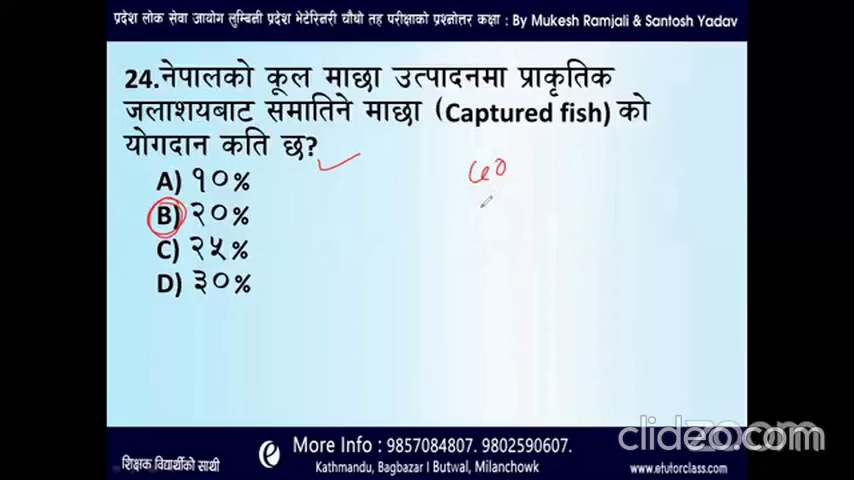 प्रदेश लोक सेवा आयोग लुम्बिनी प्रदेश भेटेरिनरी चौथो तह परीक्षाको प्रश्नोतर कक्षा : By Mukesh Ramjali & Santosh Yadav
24.नेपालको कूल माछा उत्पादनमा प्राकृतिक
जलाशयबाट समातिने माछा (Captured fish) को
योगदान कति छ?
A) १०%
B) २०%
C) २५%
D) ३०%
शिक्षक विद्यार्थीको साथी
More Info : 9857084807. 9802590607.
Kathmandu, Bagbazar I Butwal, Milanchowk
www.etutorclass.com
clideo.com